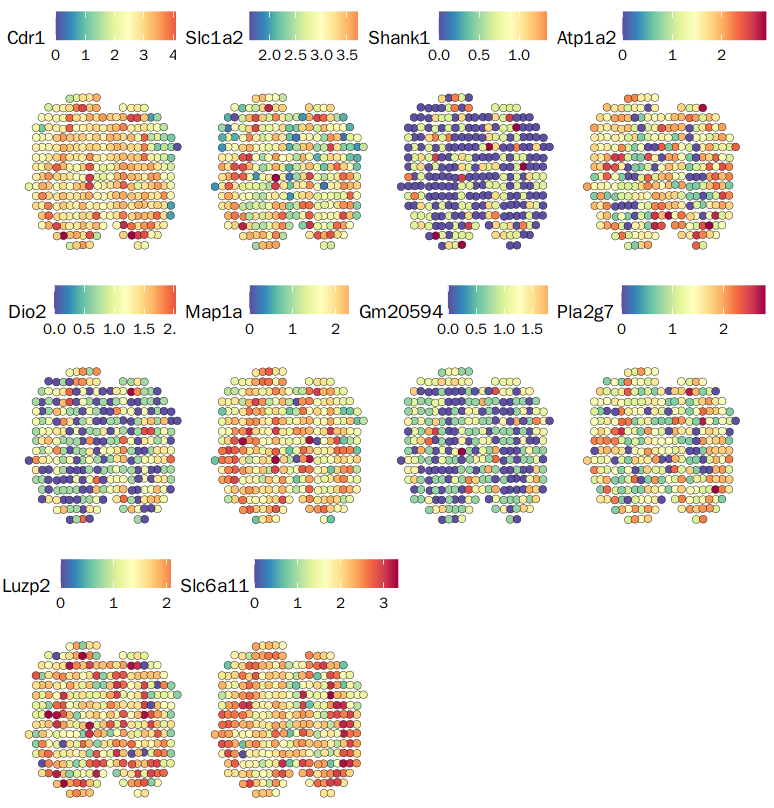 Cdr1 0 1 2 3 4
Slc1a2 2.0 2.5 3.0 3.5
Shank1 0.0 0.5 1.0
Atp1a2 0 1 2
Dio2 0.0 0.5 1.0 1.5 2.
Map1a 0 1 2
Gm20594 0.0 0.5 1.0 1.5
Pla2g7 0 1 2
Luzp2 0 1 2
Slc6a11 0 1 2 3